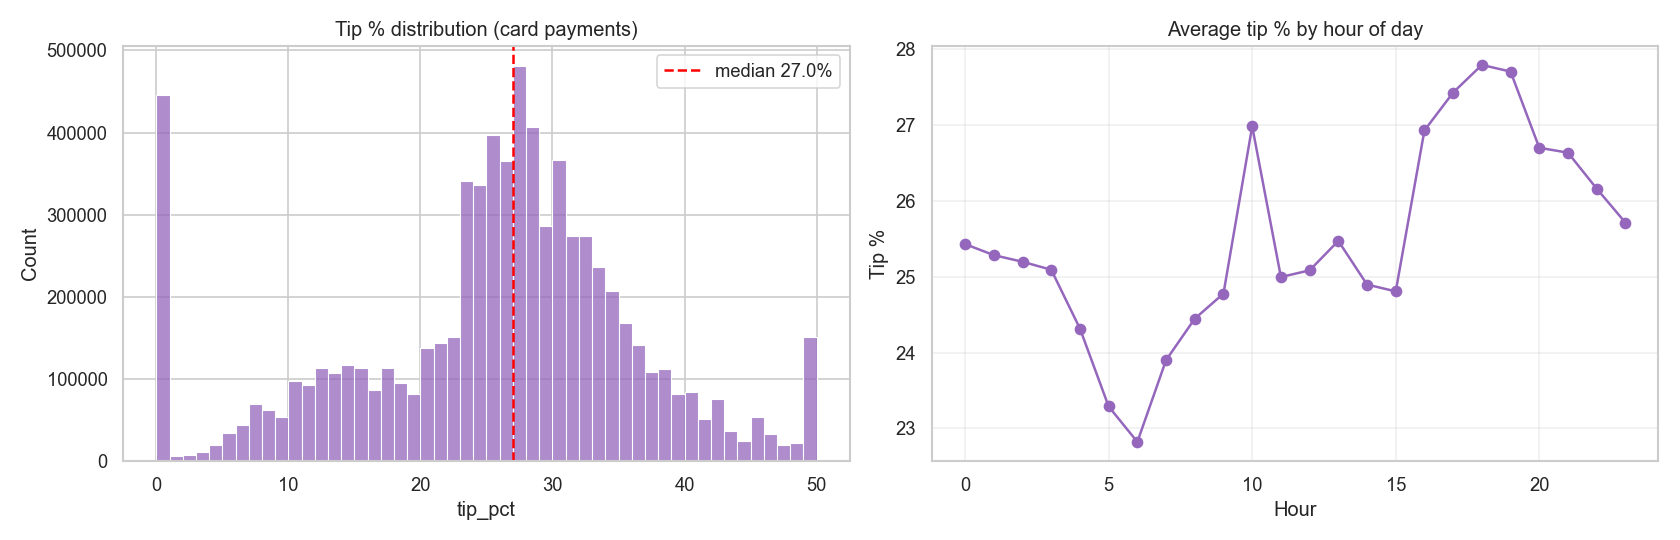 Tip % distribution (card payments)
500000
400000
300000
200000
100000
0
Count
median 27.0%
0 10 20 30 40 50
tip_pct
Average tip % by hour of day
28
27
26
25
24
23
Tip %
0 5 10 15 20
Hour